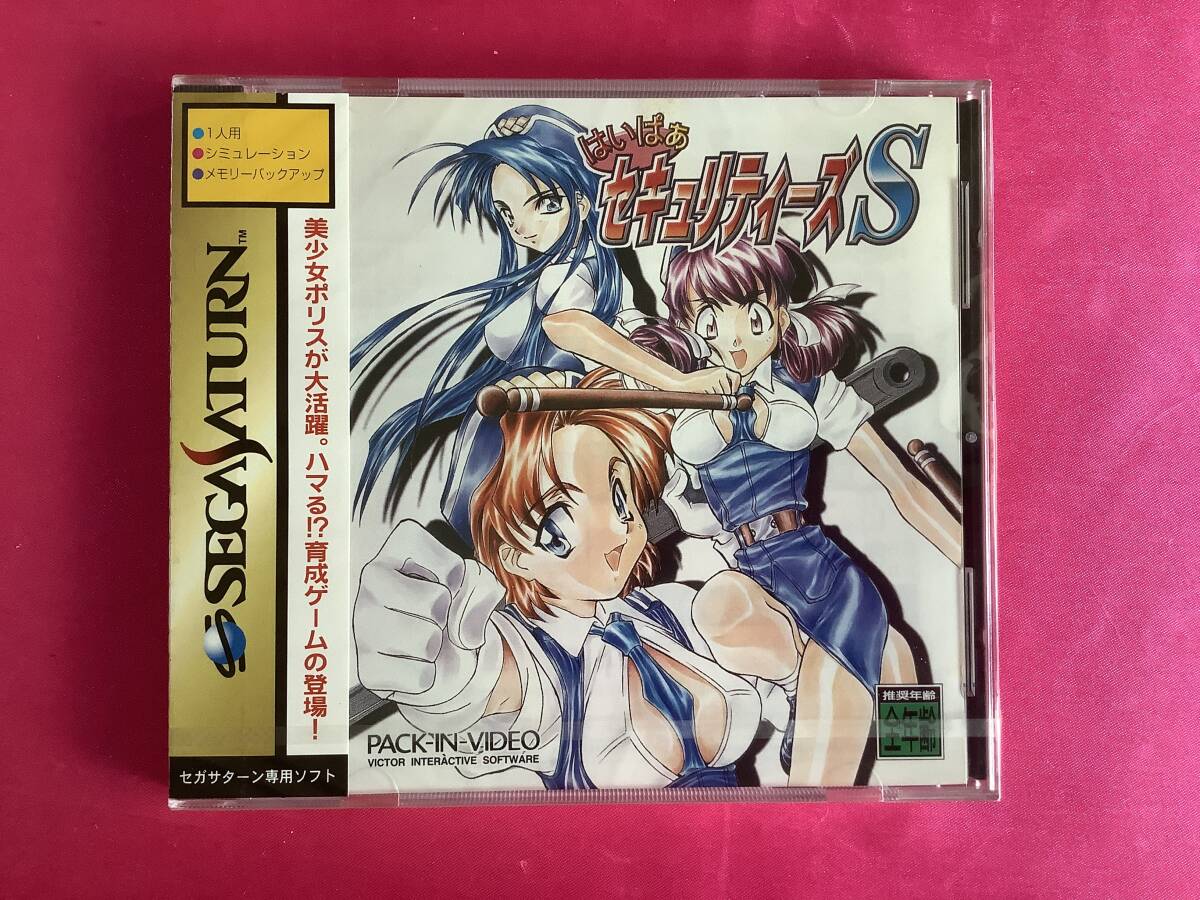 ●1人用
●シミュレーション
●メモリーバックアップ
SEGA SATURN™
美少女ポリスが大活躍。ハマる!?育成ゲームの登場！
セガサターン専用ソフト
はいぱぁ
セキュリティーズS
PACK-IN-VIDEO
VICTOR INTERACTIVE SOFTWARE
推奨年齢
全年齢